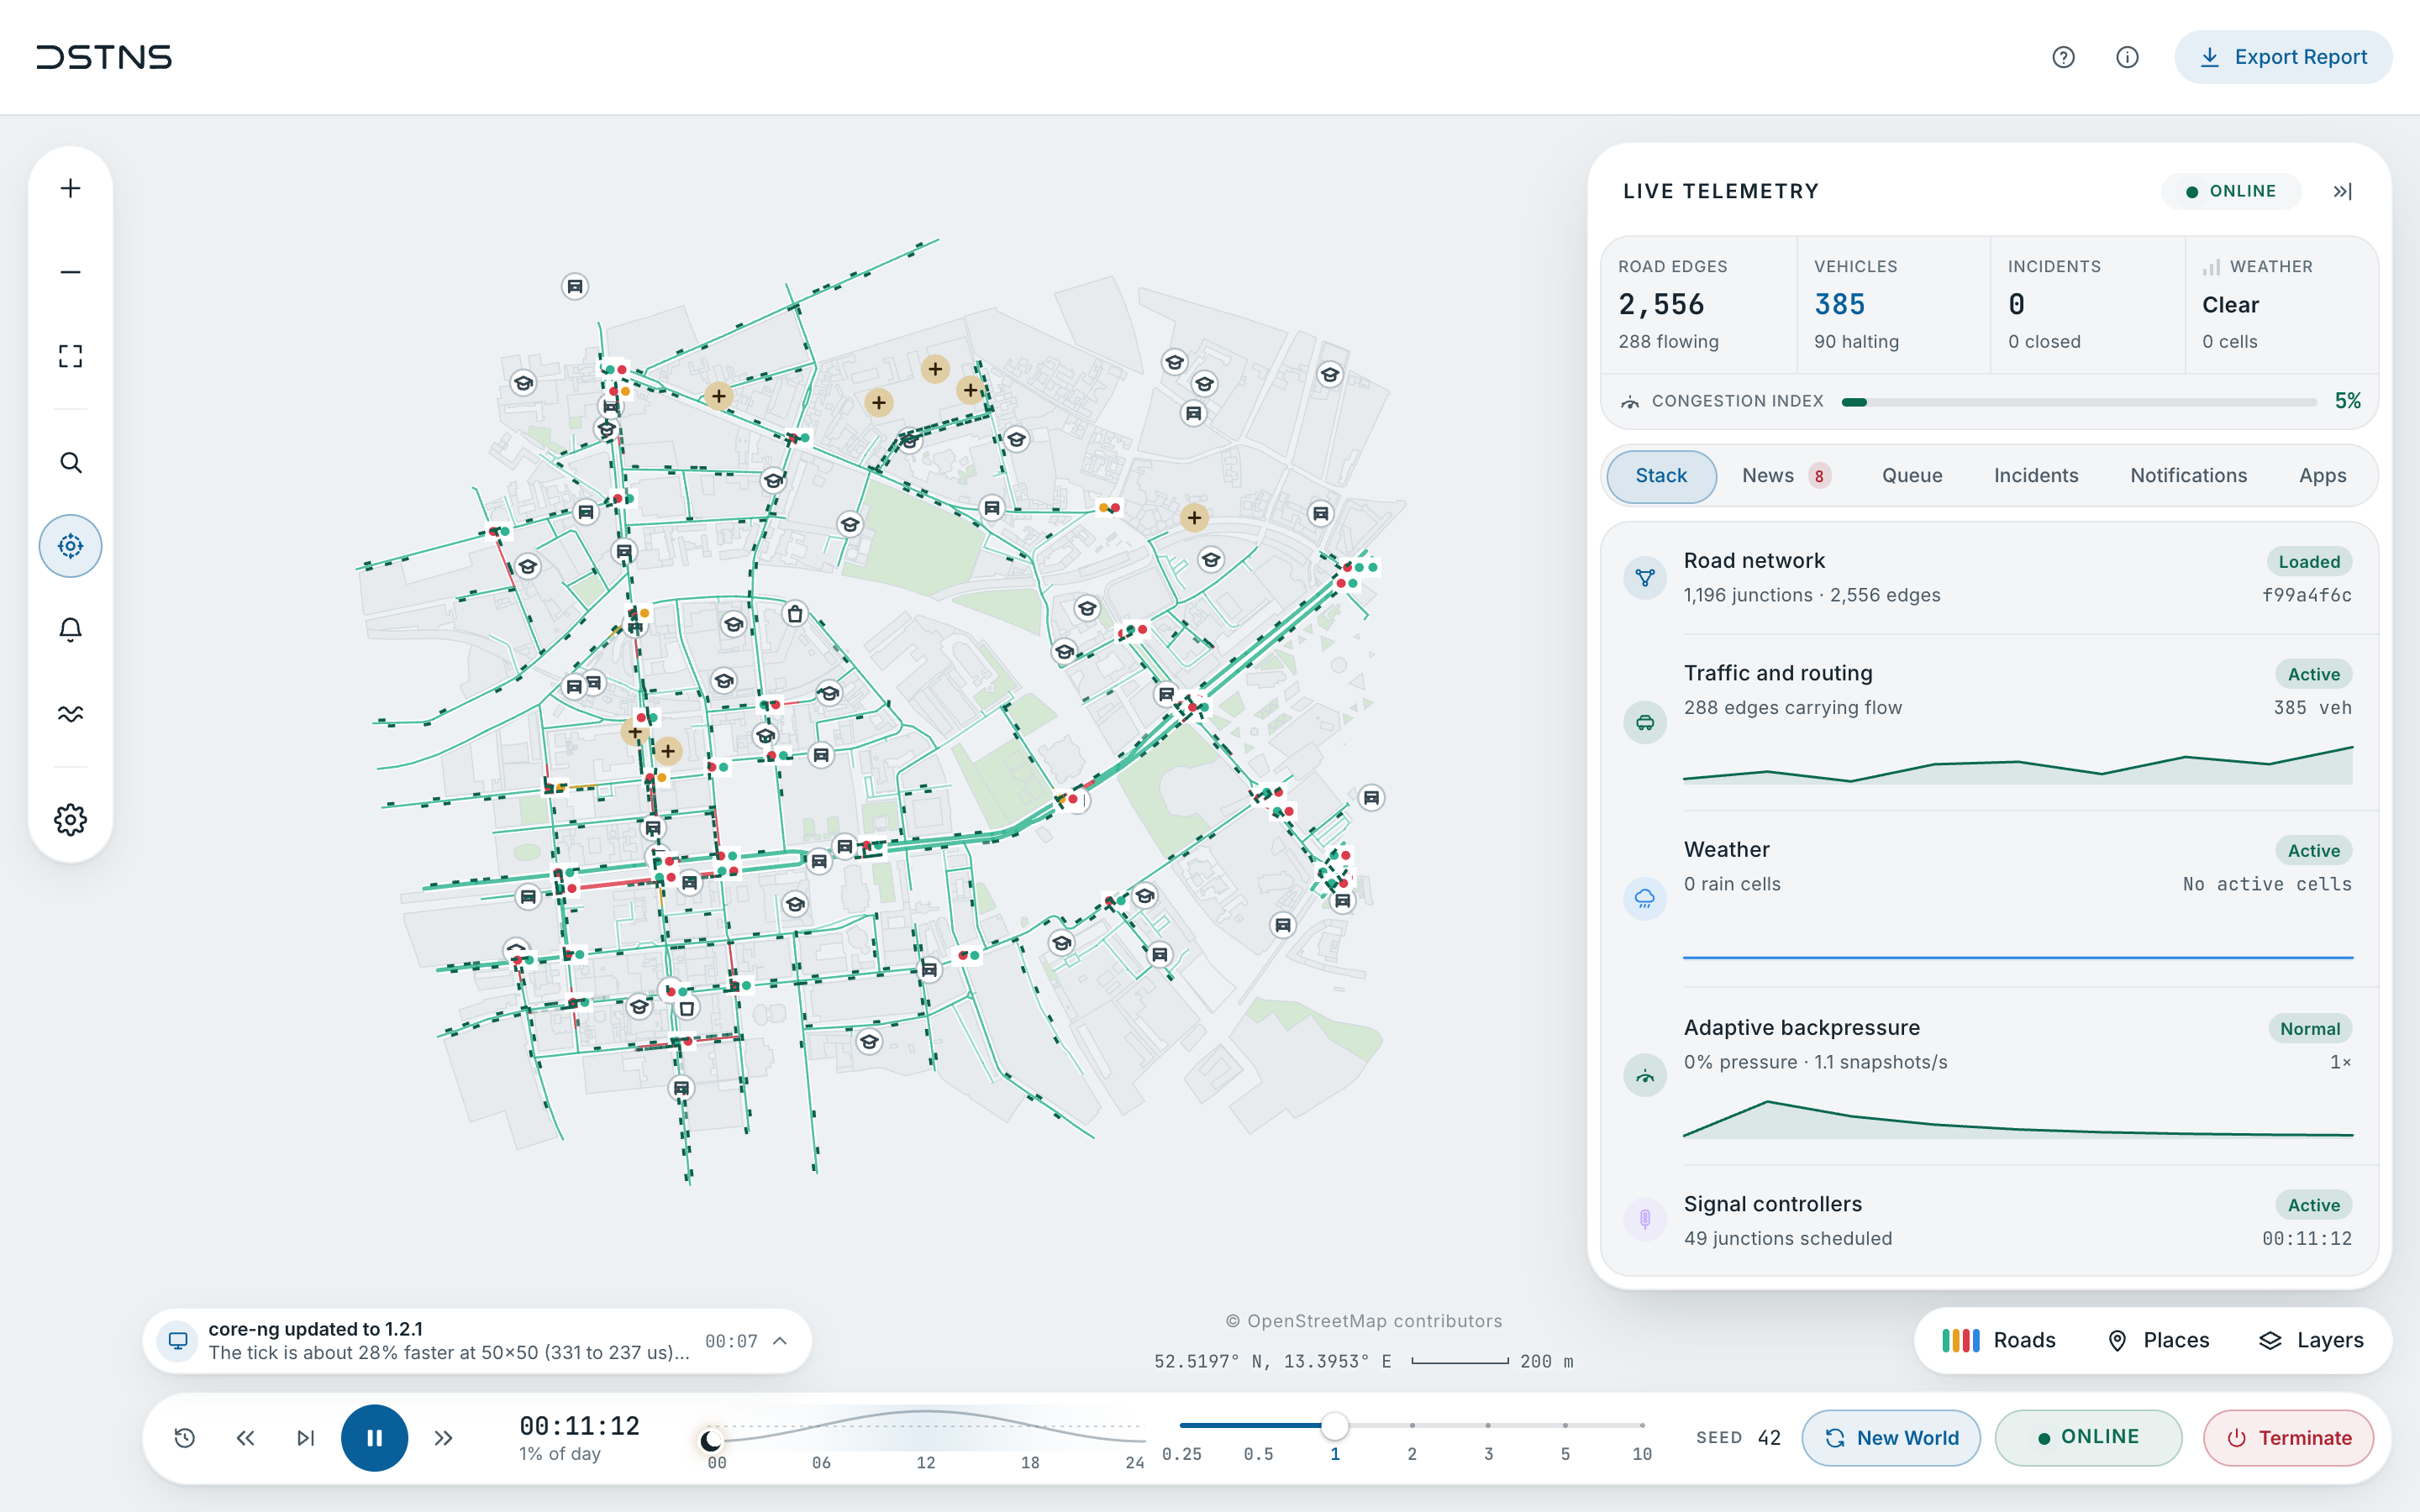 DSTNS
Export Report
LIVE TELEMETRY
ONLINE
ROAD EDGES
2,556
288 flowing
VEHICLES
385
90 halting
INCIDENTS
0
0 closed
WEATHER
Clear
0 cells
CONGESTION INDEX
5%
Stack
News 8
Queue
Incidents
Notifications
Apps
Road network
Loaded
1,196 junctions · 2,556 edges
f99a4f6c
Traffic and routing
Active
288 edges carrying flow
385 veh
Weather
Active
0 rain cells
No active cells
Adaptive backpressure
Normal
0% pressure · 1.1 snapshots/s
1×
Signal controllers
Active
49 junctions scheduled
00:11:12
core-ng updated to 1.2.1
The tick is about 28% faster at 50×50 (331 to 237 us)...
00:07
© OpenStreetMap contributors
52.5197° N, 13.3953° E
200 m
Roads
Places
Layers
00:11:12
1% of day
00 06 12 18 24
0.25 0.5 1 2 3 5 10
SEED 42
New World
ONLINE
Terminate